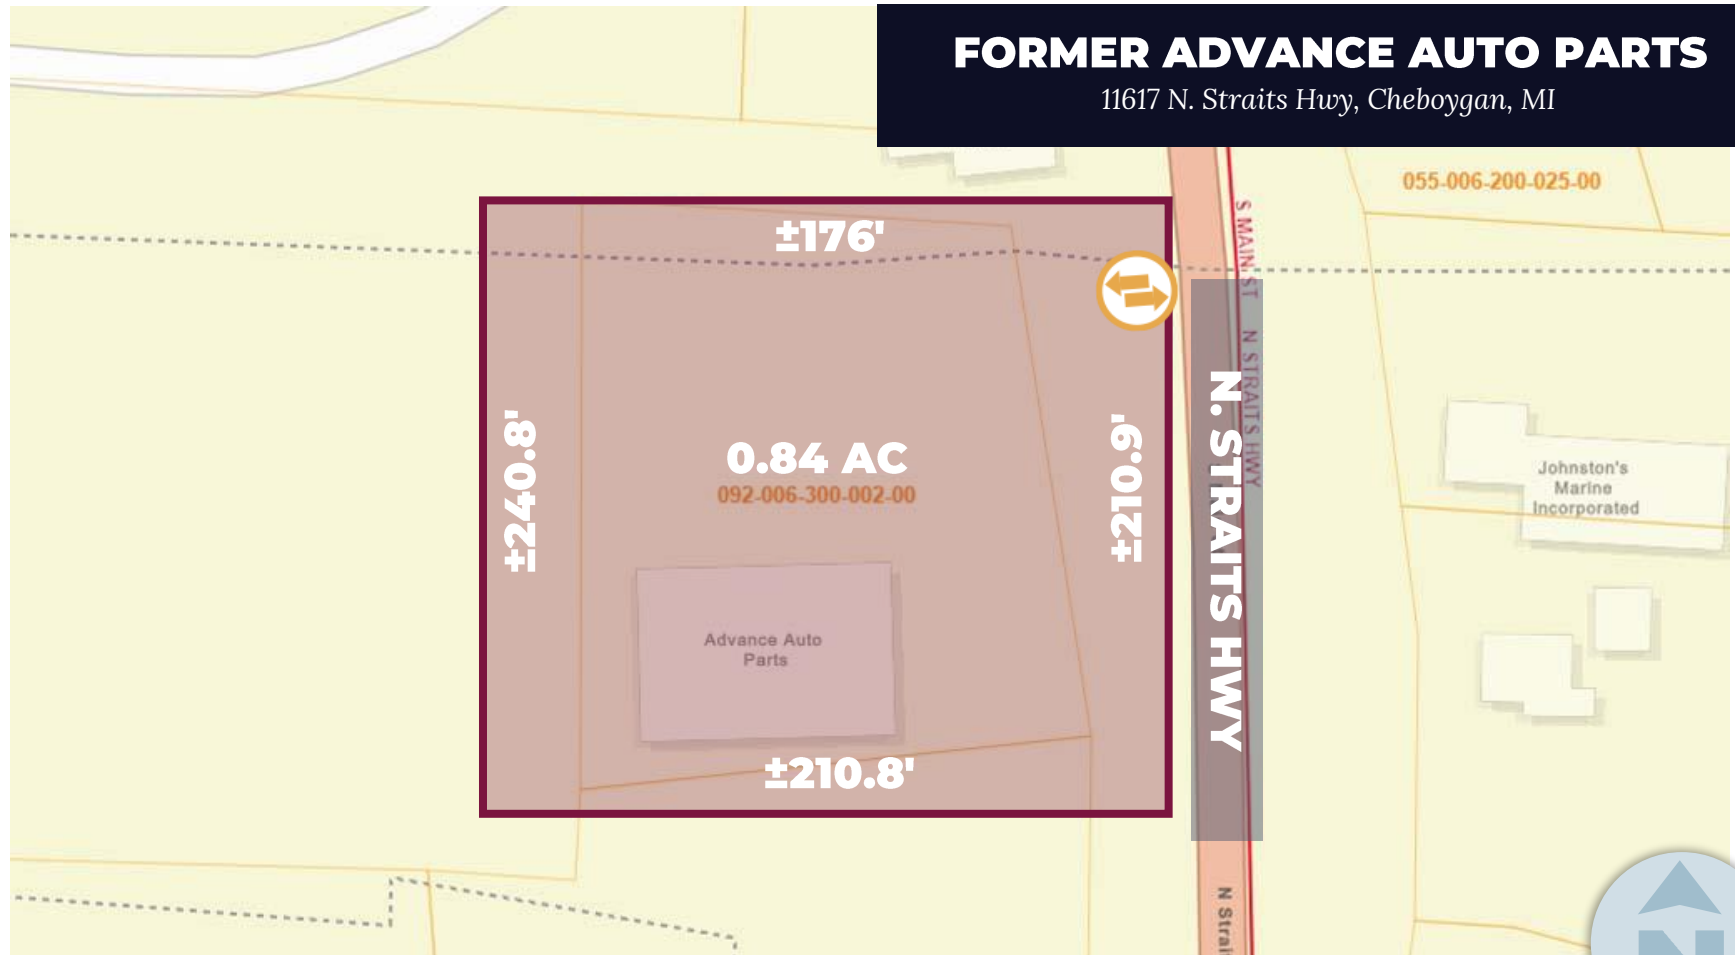 FORMER ADVANCE AUTO PARTS
11617 N. Straits Hwy, Cheboygan, MI
055-006-200-025-00
S MAIN ST
±176'
N STRAITS HWY
N. STRAITS HWY
±240.8'
0.84 AC
092-006-300-002-00
±210.9'
Johnston's
Marine
Incorporated
Advance Auto
Parts
±210.8'
N Strai
N